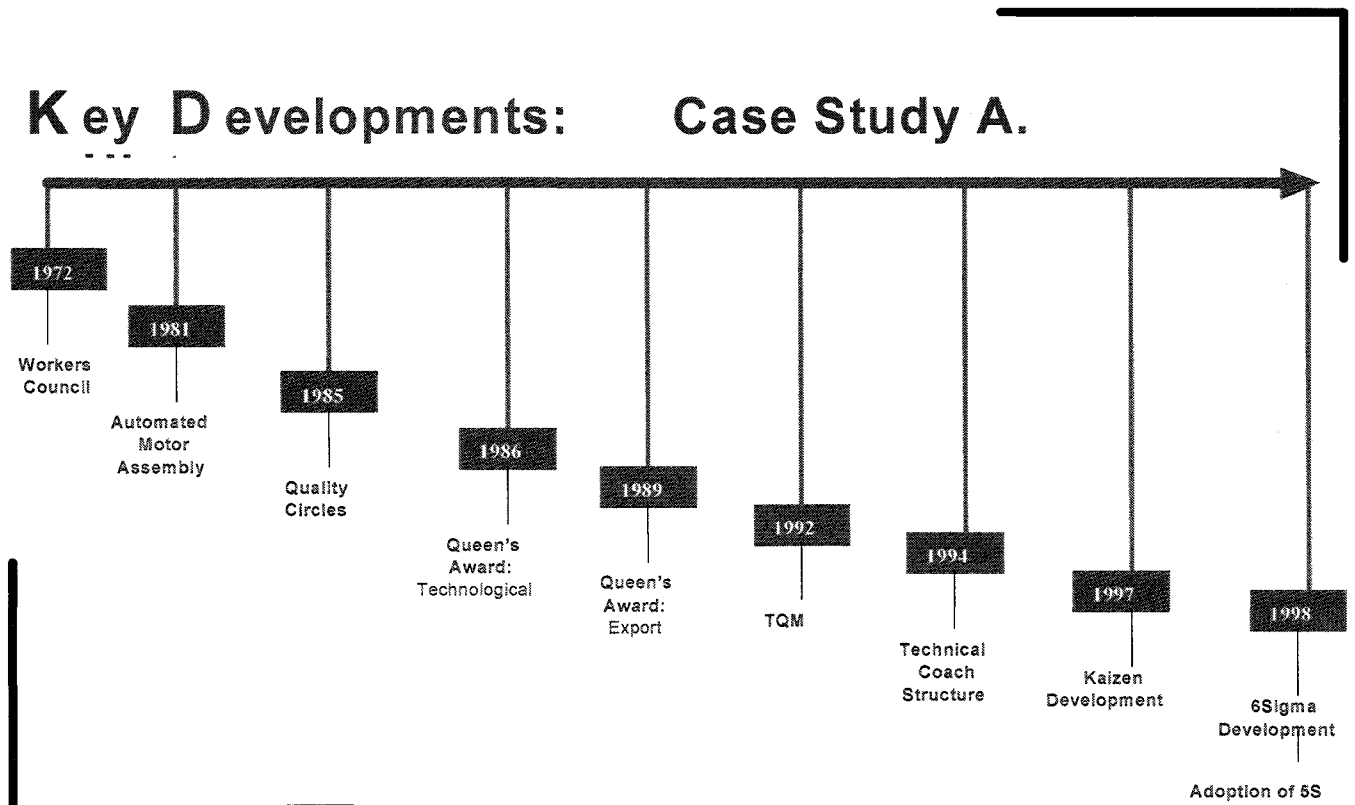 Key Developments: Case Study A.
1972
Workers
Council
1981
Automated
Motor
Assembly
1985
Quality
Circles
1986
Queen's
Award:
Technological
1989
Queen's
Award:
Export
1992
TQM
1994
Technical
Coach
Structure
1997
Kaizen
Development
1998
6Sigma
Development
Adoption of 5S